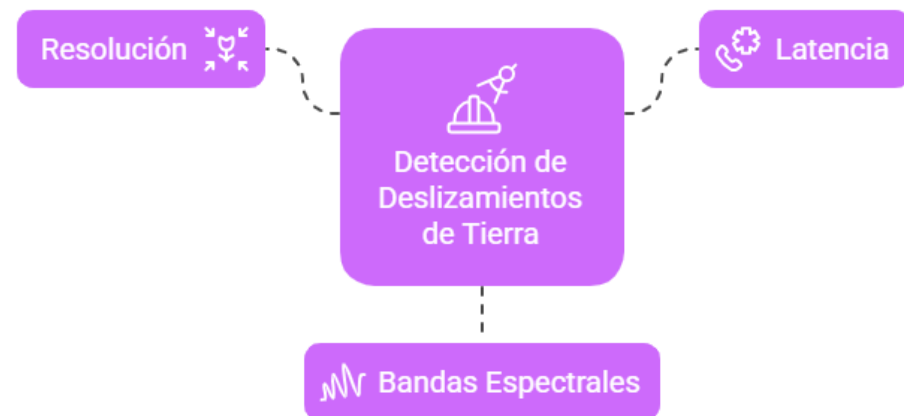 Resolución
Latencia
Detección de
Deslizamientos
de Tierra
Bandas Espectrales